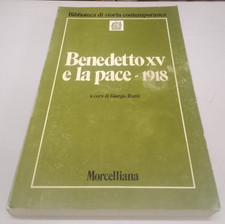 Biblioteca di storia contemporanea
Benedetto XV
e la pace - 1918
a cura di Giorgio Rumi
Morcelliana